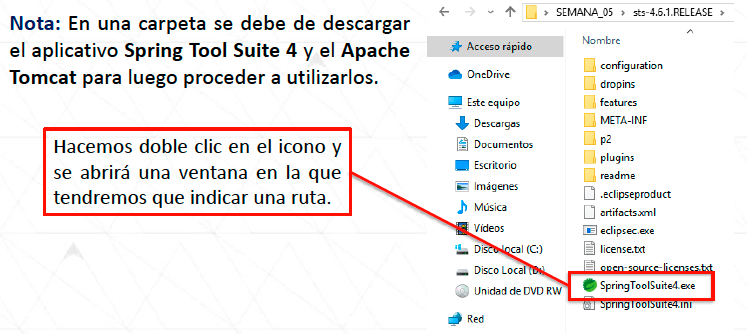 Nota: En una carpeta se debe de descargar
el aplicativo Spring Tool Suite 4 y el Apache
Tomcat para luego proceder a utilizarlos.
Hacemos doble clic en el icono y
se abrirá una ventana en la que
tendremos que indicar una ruta.
« SEMANA_05 › sts-4.6.1.RELEASE ›
Acceso rápido
OneDrive
Este equipo
Descargas
Documentos
Escritorio
Imágenes
Música
Vídeos
Disco local (C:)
Disco Local (D:)
Unidad de DVD RW
Red
Nombre
configuration
dropins
features
META-INF
p2
plugins
readme
.eclipseproduct
artifacts.xml
eclipsec.exe
license.txt
open-source-licenses.txt
SpringToolSuite4.exe
SpringToolSuite4.ini